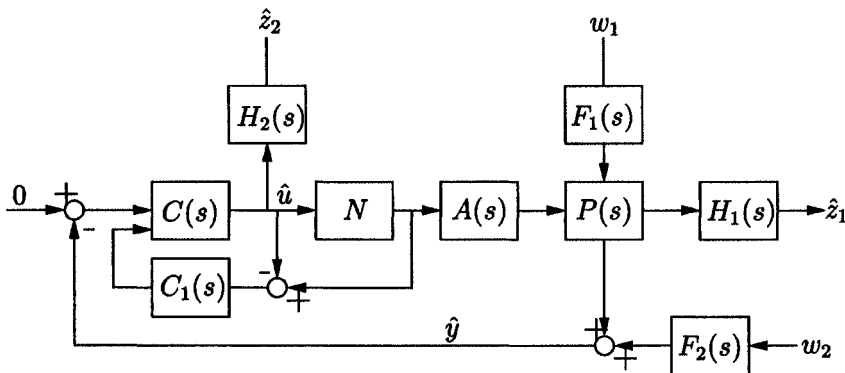 ẑ₂ w₁
H₂(s) F₁(s)
0 + - C(s) û N A(s) P(s) H₁(s) ẑ₁
C₁(s) - +
ŷ + + F₂(s) w₂